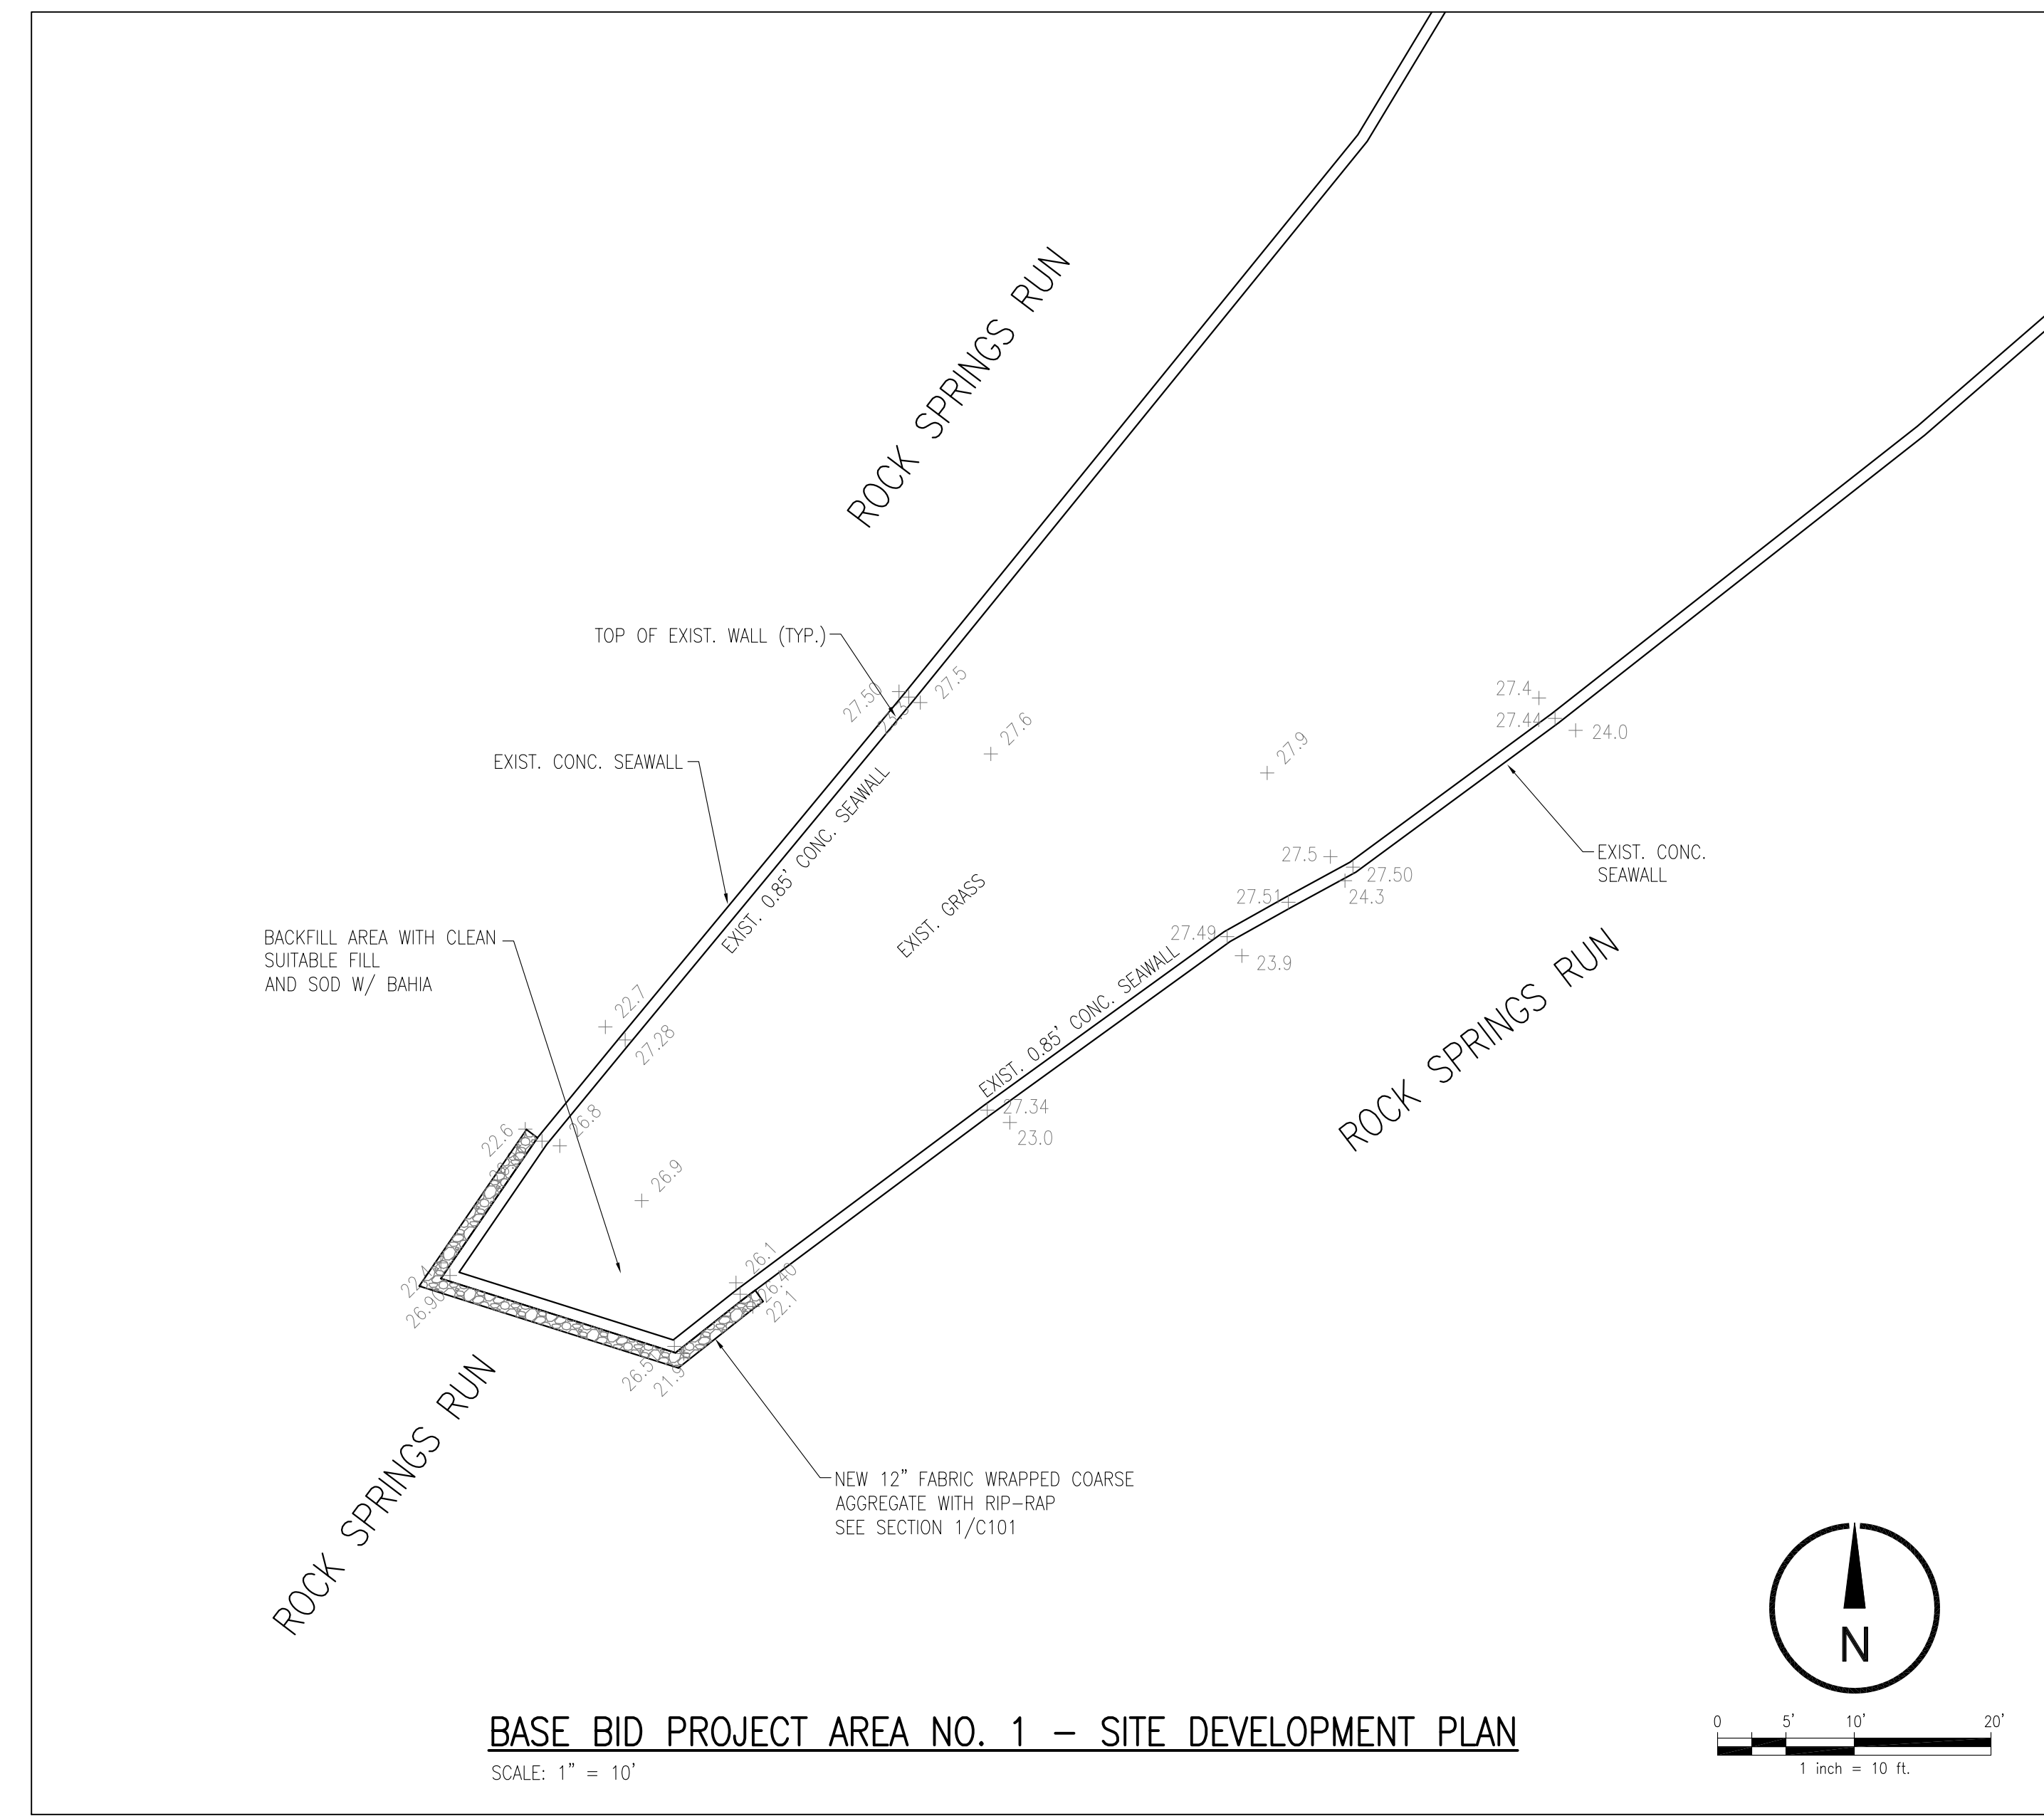 ROCK SPRINGS RUN
TOP OF EXIST. WALL (TYP.)
27.50
27.5
27.6
27.9
27.4
27.44
24.0
EXIST. CONC. SEAWALL
EXIST. 0.85' CONC. SEAWALL
EXIST. GRASS
27.5
27.50
24.3
27.51
27.49
23.9
EXIST. CONC.
SEAWALL
BACKFILL AREA WITH CLEAN
SUITABLE FILL
AND SOD W/ BAHIA
22.7
27.28
EXIST. 0.85' CONC. SEAWALL
ROCK SPRINGS RUN
27.34
23.0
22.6
26.8
26.9
26.1
26.40
22.1
26.90
21.9
ROCK SPRINGS RUN
NEW 12" FABRIC WRAPPED COARSE
AGGREGATE WITH RIP-RAP
SEE SECTION 1/C101
N
BASE BID PROJECT AREA NO. 1 – SITE DEVELOPMENT PLAN
SCALE: 1" = 10'
0 5' 10' 20'
1 inch = 10 ft.